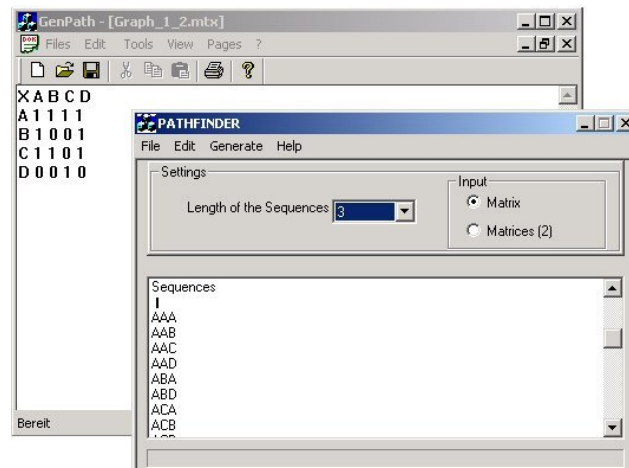 GenPath - [Graph_1_2.mtx]
Files Edit Tools View Pages ?
X A B C D
A 1 1 1 1
B 1 0 0 1
C 1 1 0 1
D 0 0 1 0
Bereit
PATHFINDER
File Edit Generate Help
Settings
Length of the Sequences 3
Input
Matrix
Matrices (2)
Sequences
I
AAA
AAB
AAC
AAD
ABA
ABD
ACA
ACB